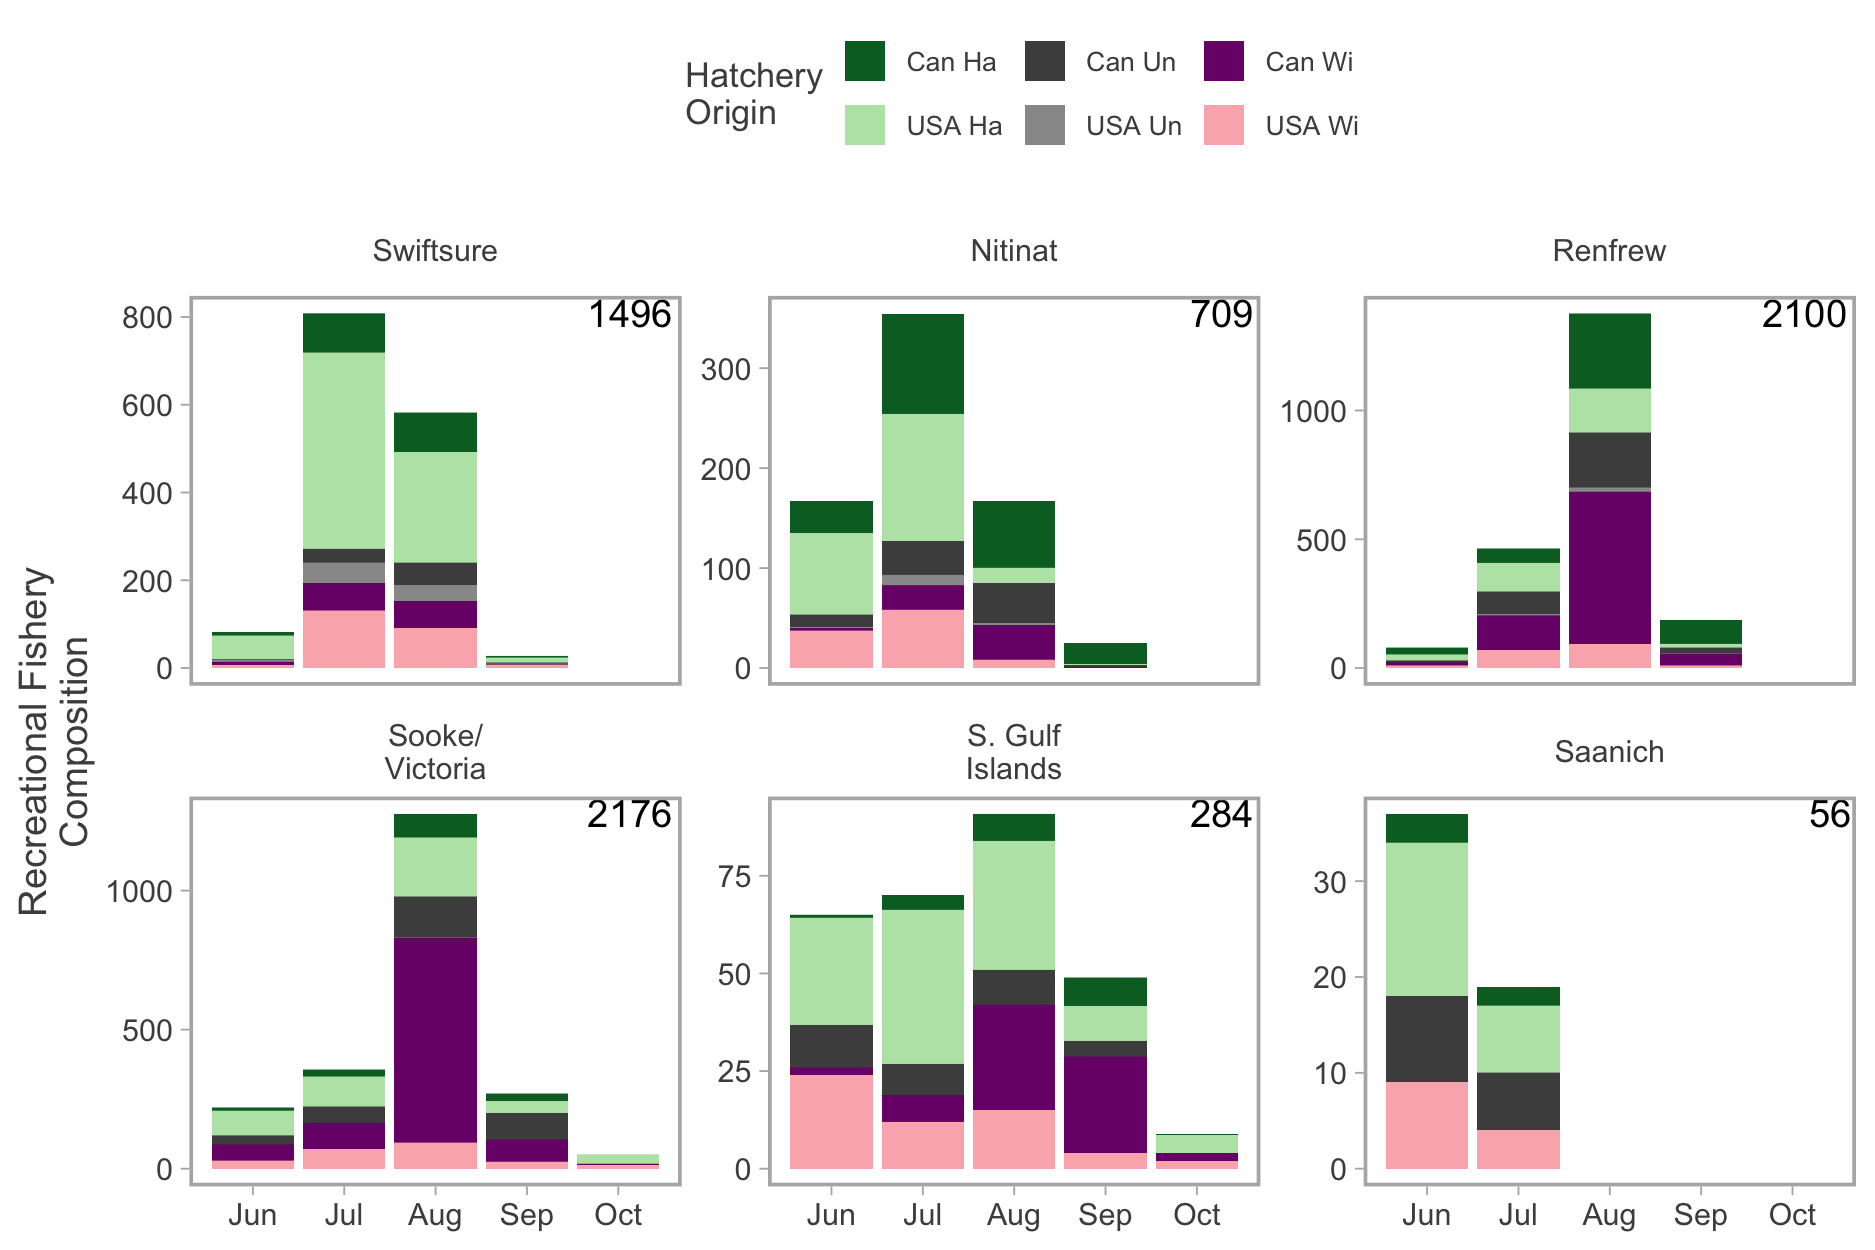 Hatchery
Origin
Can Ha
Can Un
Can Wi
USA Ha
USA Un
USA Wi
Recreational Fishery
Composition
Swiftsure
1496
800
600
400
200
0
Nitinat
709
300
200
100
0
Renfrew
2100
1000
500
0
Sooke/
Victoria
2176
1000
500
0
Jun Jul Aug Sep Oct
S. Gulf
Islands
284
75
50
25
0
Jun Jul Aug Sep Oct
Saanich
56
30
20
10
0
Jun Jul Aug Sep Oct